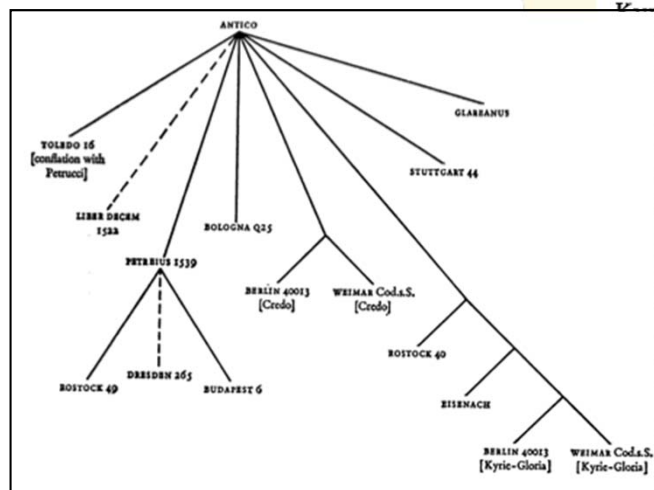 ANTICO
GLAREANUS
TOLEDO 16
[conflation with
Petrucci]
STUTTGART 44
LIBER DECEM
1522
BOLOGNA Q25
PETREIUS 1539
BERLIN 40013
[Credo]
WEIMAR Cod.s.S.
[Credo]
ROSTOCK 40
ROSTOCK 49
DRESDEN 265
BUDAPEST 6
EISENACH
BERLIN 40013
[Kyrie-Gloria]
WEIMAR Cod.s.S.
[Kyrie-Gloria]